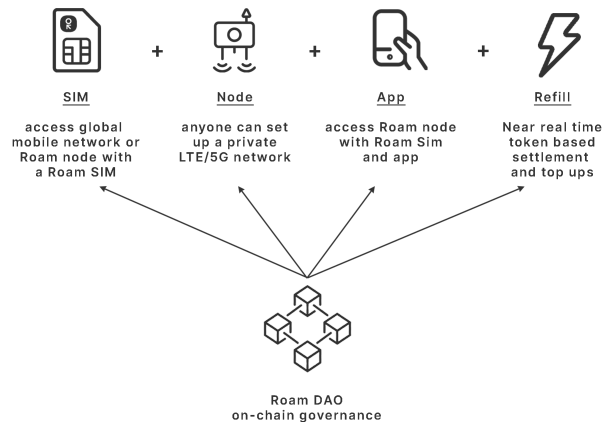 SIM
access global
mobile network or
Roam node with
a Roam SIM
Node
anyone can set
up a private
LTE/5G network
App
access Roam node
with Roam Sim
and app
Refill
Near real time
token based
settlement
and top ups
Roam DAO
on-chain governance